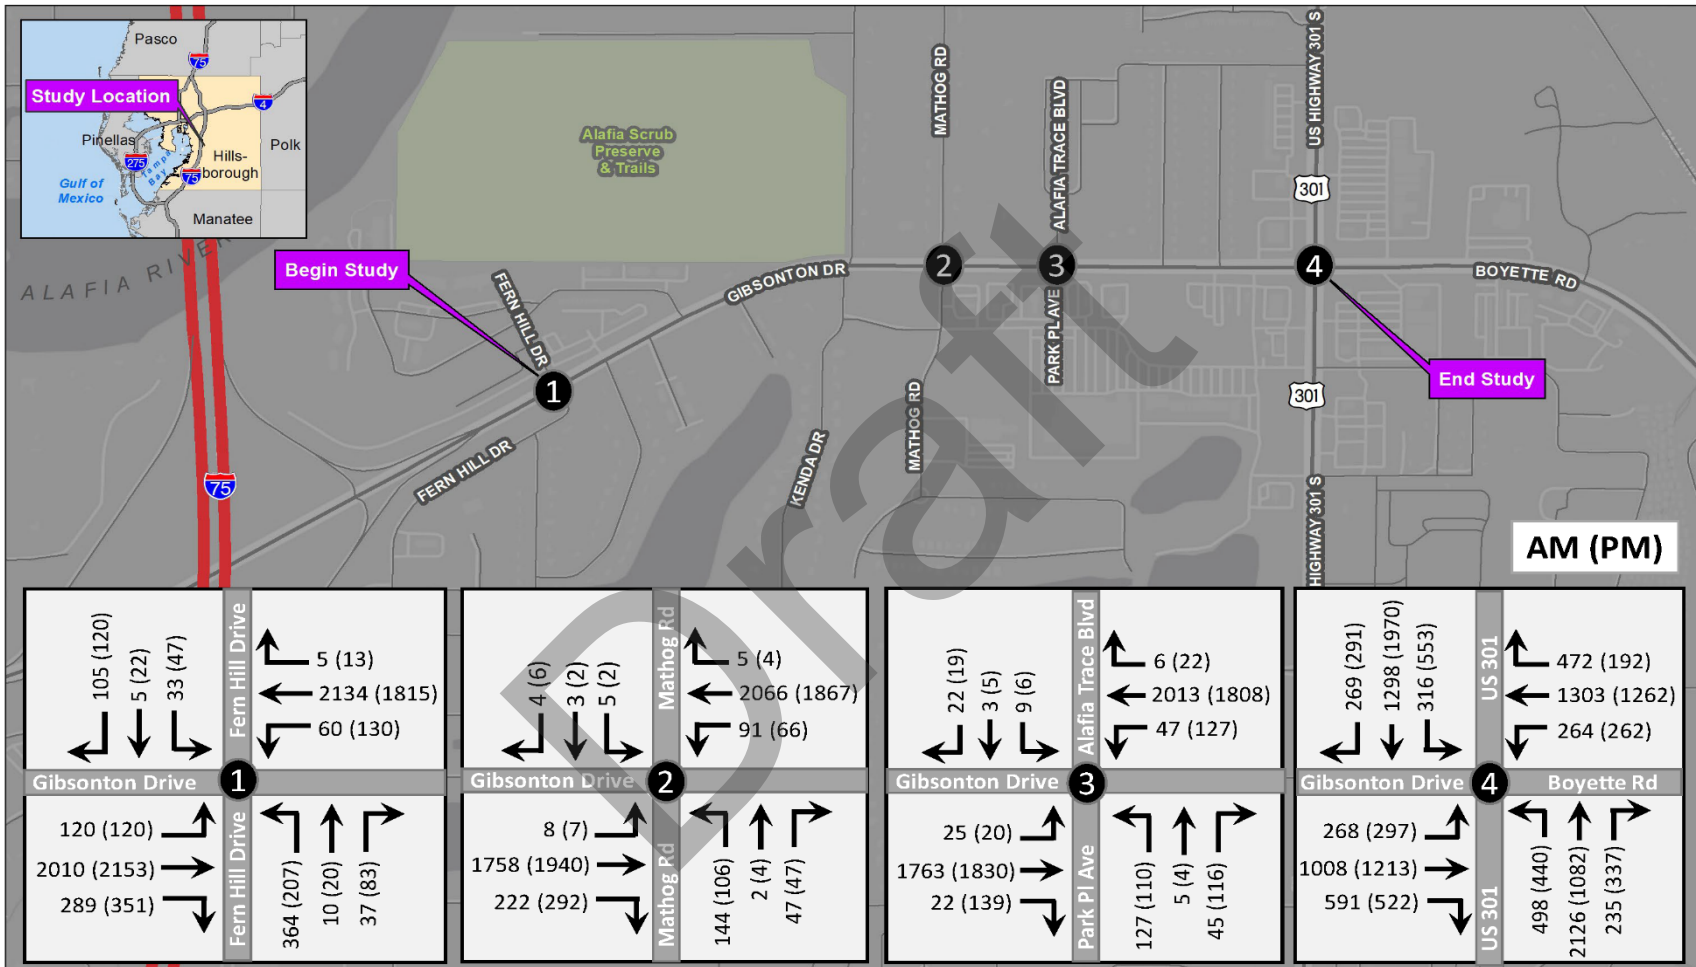 Pasco
75
Study Location
4
Pinellas
Polk
275
Tampa
Bay
Hills-
borough
75
Gulf of
Mexico
Manatee
ALAFIA RIVER
Begin Study
Alafia Scrub
Preserve
& Trails
MATHOG RD
ALAFIA TRACE BLVD
US HIGHWAY 301 S
301
FERN HILL DR
GIBSONTON DR
2
3
4
BOYETTE RD
1
PARK PL AVE
End Study
301
MATHOG RD
FERN HILL DR
KENDA DR
75
HIGHWAY 301 S
AM (PM)
Draft
105 (120)
5 (22)
33 (47)
Fern Hill Drive
5 (13)
2134 (1815)
60 (130)
Gibsonton Drive
1
120 (120)
2010 (2153)
289 (351)
Fern Hill Drive
364 (207)
10 (20)
37 (83)
4 (6)
3 (2)
5 (2)
Mathog Rd
5 (4)
2066 (1867)
91 (66)
Gibsonton Drive
2
8 (7)
1758 (1940)
222 (292)
Mathog Rd
144 (106)
2 (4)
47 (47)
22 (19)
3 (5)
9 (6)
Alafia Trace Blvd
6 (22)
2013 (1808)
47 (127)
Gibsonton Drive
3
25 (20)
1763 (1830)
22 (139)
Park Pl Ave
127 (110)
5 (4)
45 (116)
269 (291)
1298 (1970)
316 (553)
US 301
472 (192)
1303 (1262)
264 (262)
Gibsonton Drive
4
Boyette Rd
268 (297)
1008 (1213)
591 (522)
US 301
498 (440)
2126 (1082)
235 (337)